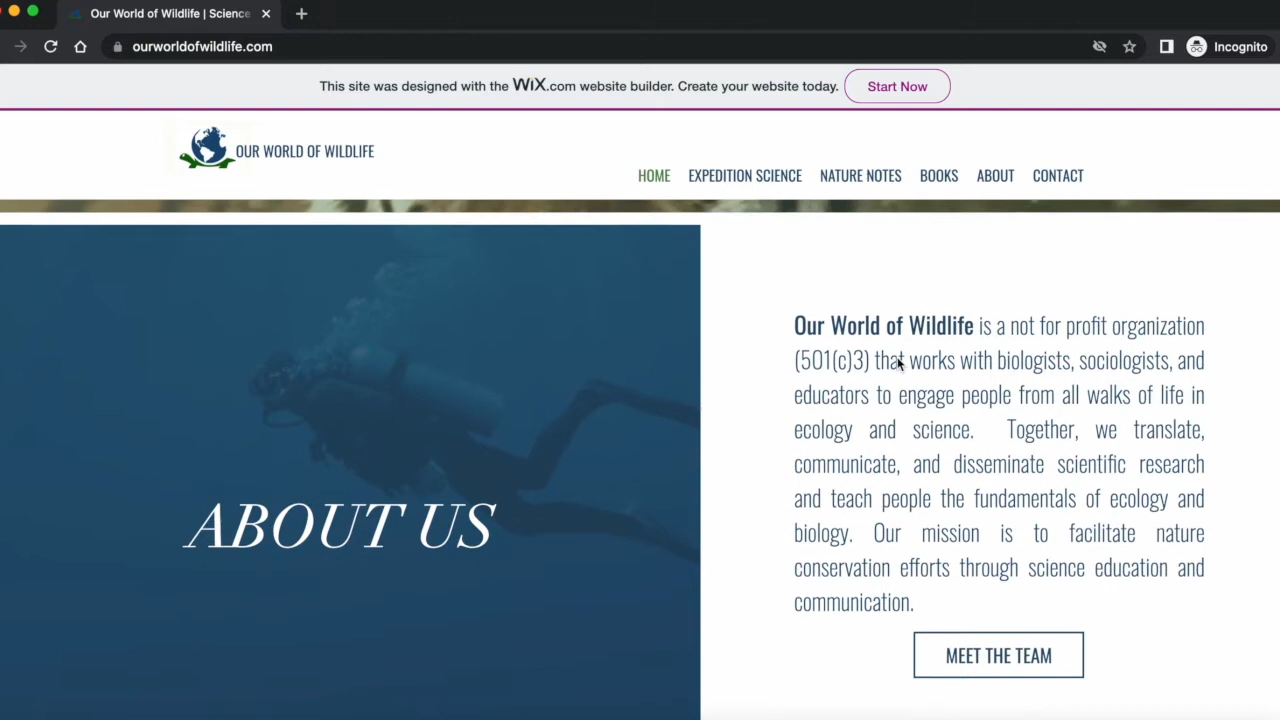 Our World of Wildlife | Science
ourworldofwildlife.com
Incognito
This site was designed with the WiX.com website builder. Create your website today.
Start Now
OUR WORLD OF WILDLIFE
HOME EXPEDITION SCIENCE NATURE NOTES BOOKS ABOUT CONTACT
ABOUT US
Our World of Wildlife is a not for profit organization
(501(c)3) that works with biologists, sociologists, and
educators to engage people from all walks of life in
ecology and science. Together, we translate,
communicate, and disseminate scientific research
and teach people the fundamentals of ecology and
biology. Our mission is to facilitate nature
conservation efforts through science education and
communication.
MEET THE TEAM